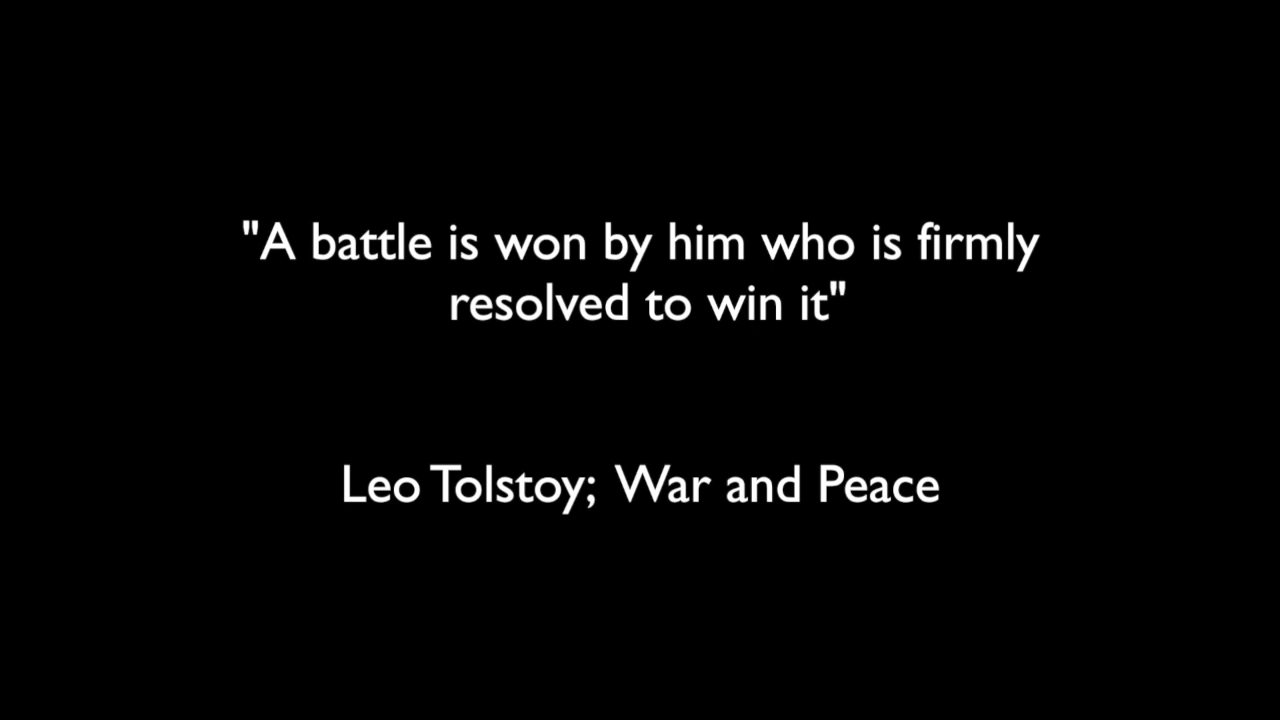 "A battle is won by him who is firmly
resolved to win it"
Leo Tolstoy; War and Peace